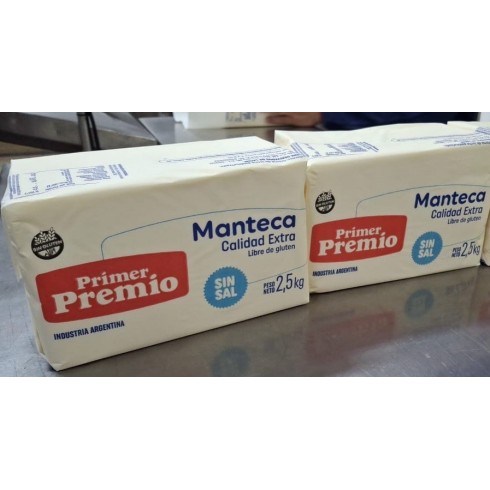 Manteca
Calidad Extra
Libre de gluten
Primer
Premio
SIN
SAL
PESO
NETO 2,5kg
INDUSTRIA ARGENTINA
Manteca
Calidad Extra
Libre de gluten
Primer
Premio
SIN
SAL
PESO
NETO 2,5kg
INDUSTRIA ARGENTINA